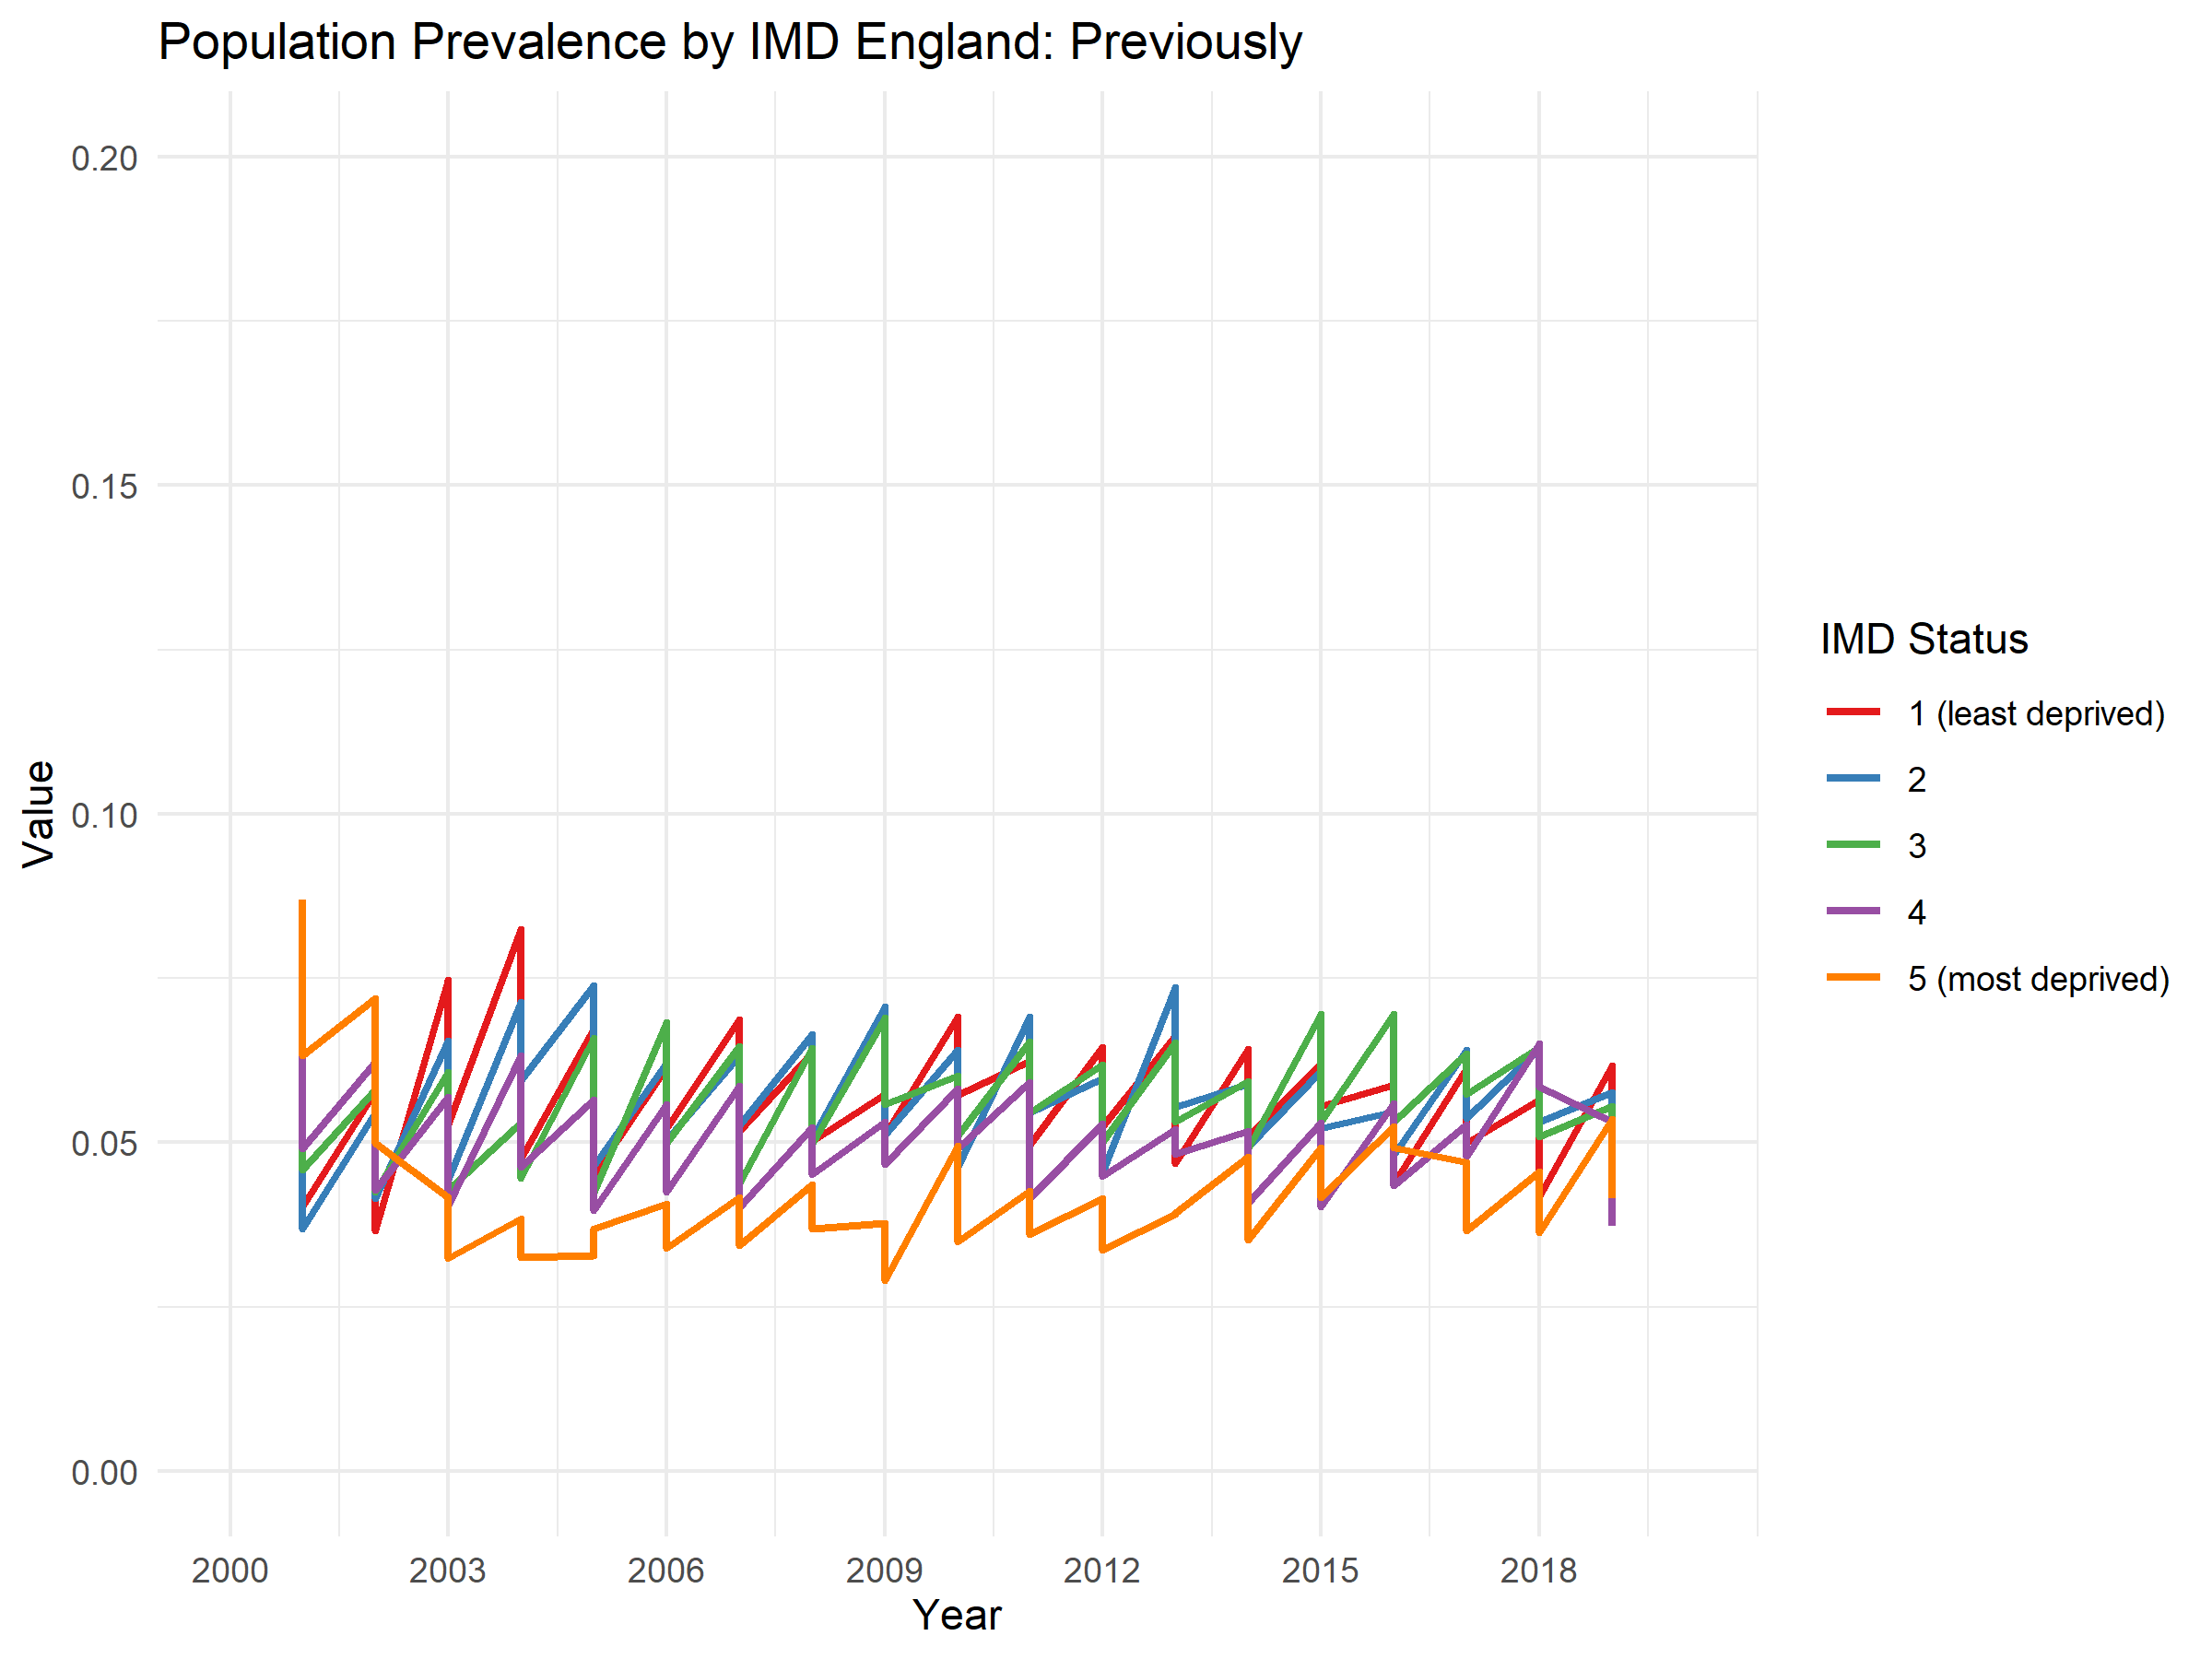 Population Prevalence by IMD England: Previously
0.20
0.15
0.10
0.05
0.00
Value
2000 2003 2006 2009 2012 2015 2018
Year
IMD Status
1 (least deprived)
2
3
4
5 (most deprived)